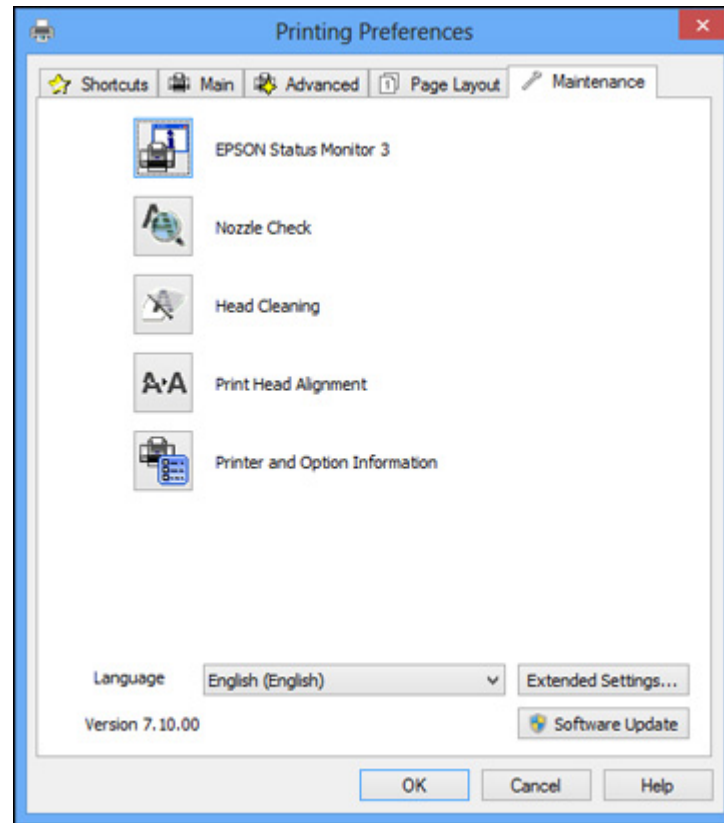 Printing Preferences
Shortcuts Main Advanced 1 Page Layout Maintenance
EPSON Status Monitor 3
Nozzle Check
Head Cleaning
A A Print Head Alignment
Printer and Option Information
Language English (English) Extended Settings...
Version 7.10.00 Software Update
OK Cancel Help